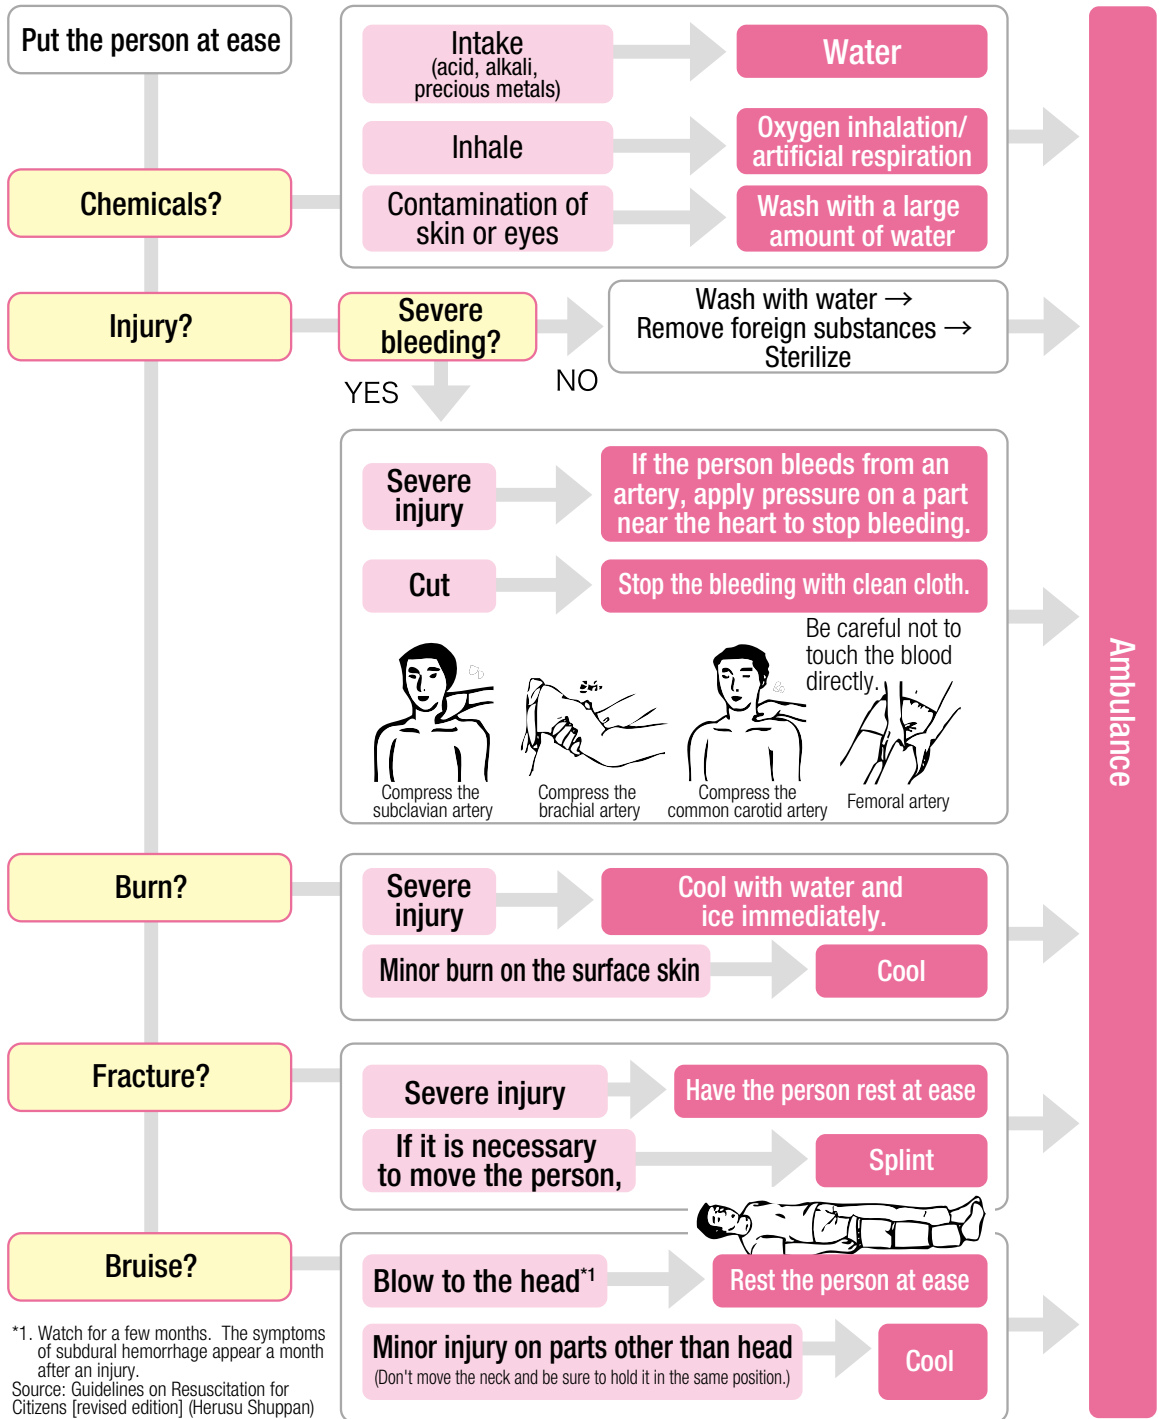 Put the person at ease
Intake
(acid, alkali,
precious metals)
Water
Inhale
Oxygen inhalation/
artificial respiration
Chemicals?
Contamination of
skin or eyes
Wash with a large
amount of water
Injury?
Severe
bleeding?
NO
Wash with water →
Remove foreign substances →
Sterilize
YES
Severe
injury
If the person bleeds from an
artery, apply pressure on a part
near the heart to stop bleeding.
Cut
Stop the bleeding with clean cloth.
Be careful not to
touch the blood
directly.
Compress the
subclavian artery
Compress the
brachial artery
Compress the
common carotid artery
Femoral artery
Ambulance
Burn?
Severe
injury
Cool with water and
ice immediately.
Minor burn on the surface skin
Cool
Fracture?
Severe injury
Have the person rest at ease
If it is necessary
to move the person,
Splint
Bruise?
Blow to the head*1
Rest the person at ease
Minor injury on parts other than head
(Don't move the neck and be sure to hold it in the same position.)
Cool
*1. Watch for a few months. The symptoms
of subdural hemorrhage appear a month
after an injury.
Source: Guidelines on Resuscitation for
Citizens [revised edition] (Herusu Shuppan)